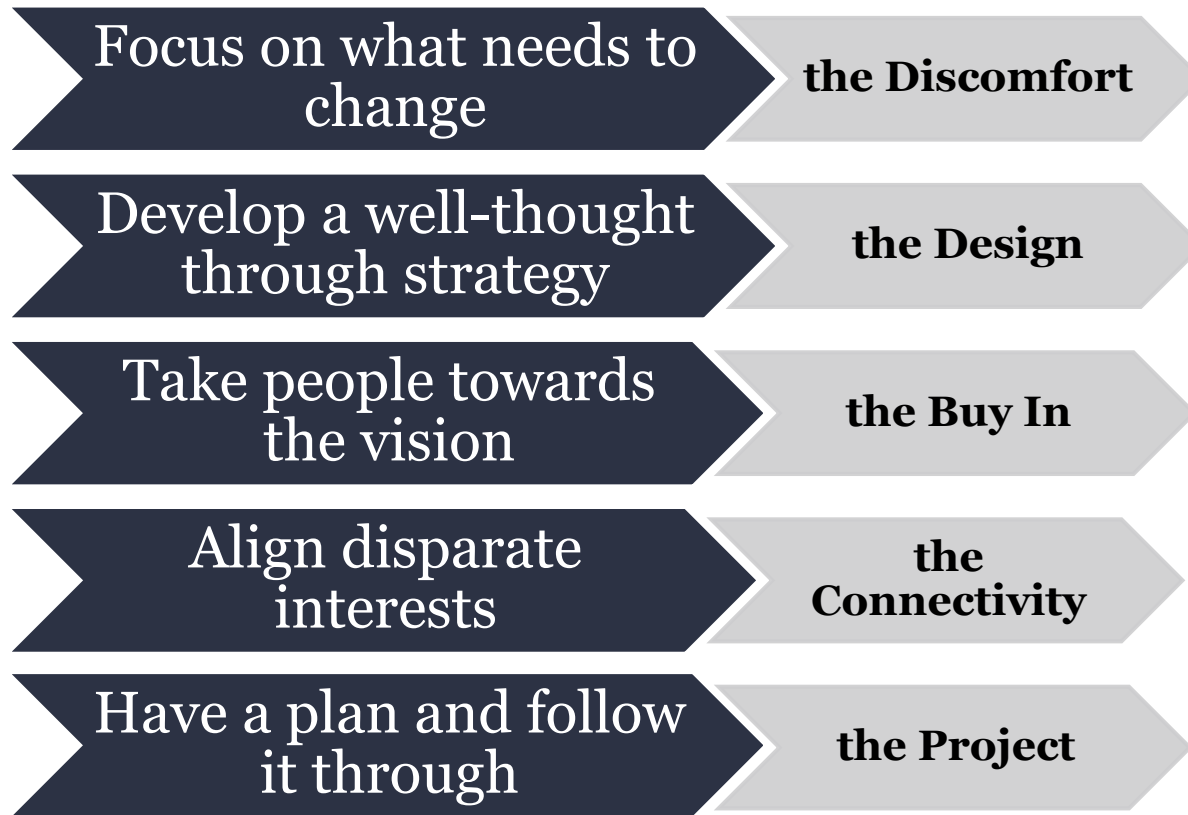 Focus on what needs to
change
the Discomfort
Develop a well-thought
through strategy
the Design
Take people towards
the vision
the Buy In
Align disparate
interests
the
Connectivity
Have a plan and follow
it through
the Project